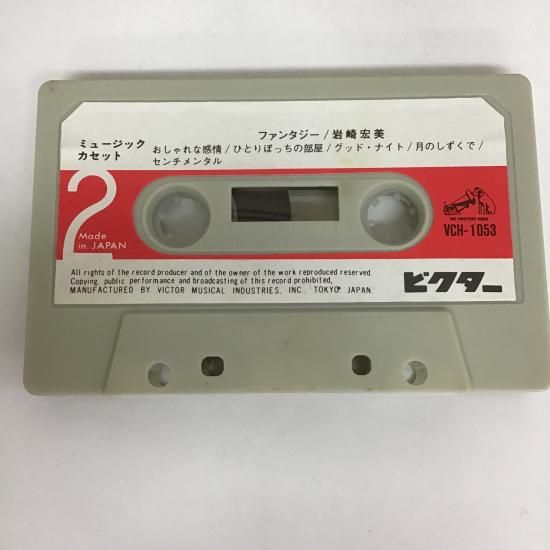 ファンタジー/岩崎宏美
ミュージック
カセット
おしゃれな感情/ひとりぼっちの部屋/グッド・ナイト/月のしずくで/
センチメンタル
2
Made
in JAPAN
HIS MASTER'S VOICE
VCH-1053
All rights of the record producer and of the owner of the work reproduced reserved.
Copying, public performance and broadcasting of this record prohibited.
MANUFACTURED BY VICTOR MUSICAL INDUSTRIES, INC., TOKYO, JAPAN.
ビクター